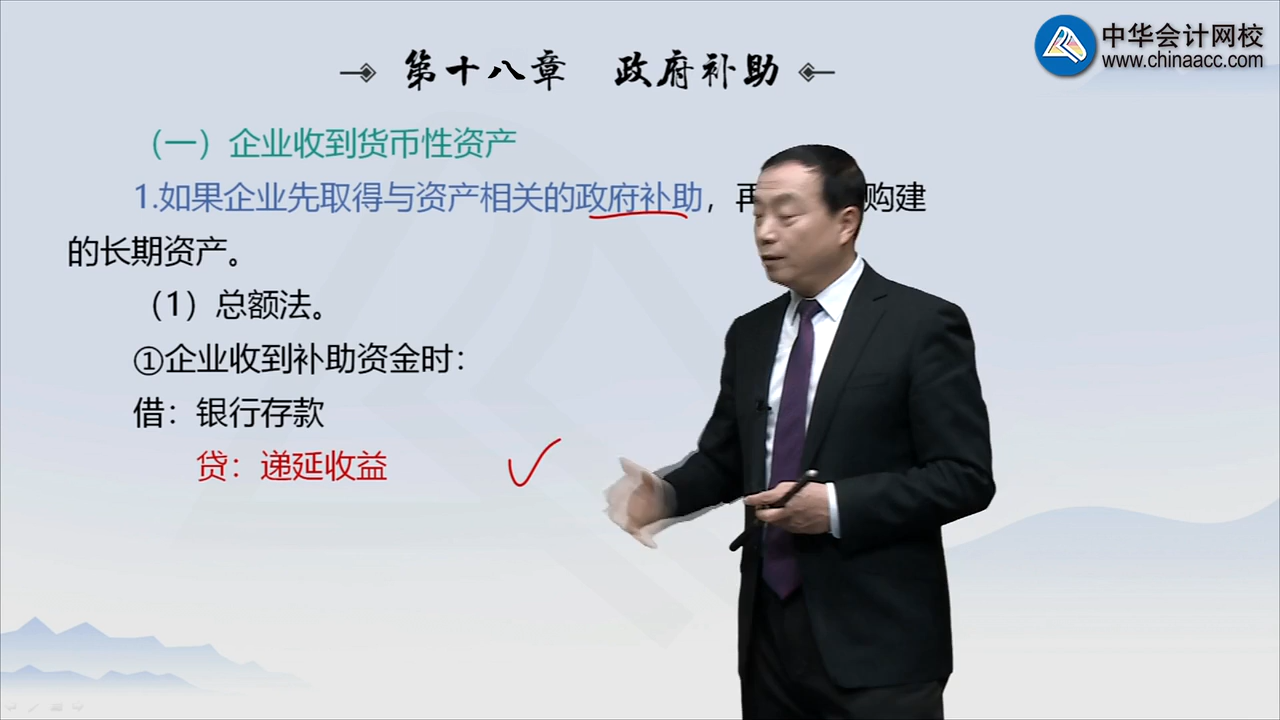 中华会计网校
www.chinaacc.com
第十八章 政府补助
（一）企业收到货币性资产
1.如果企业先取得与资产相关的政府补助，再 购建
的长期资产。
（1）总额法。
①企业收到补助资金时：
借：银行存款
贷：递延收益